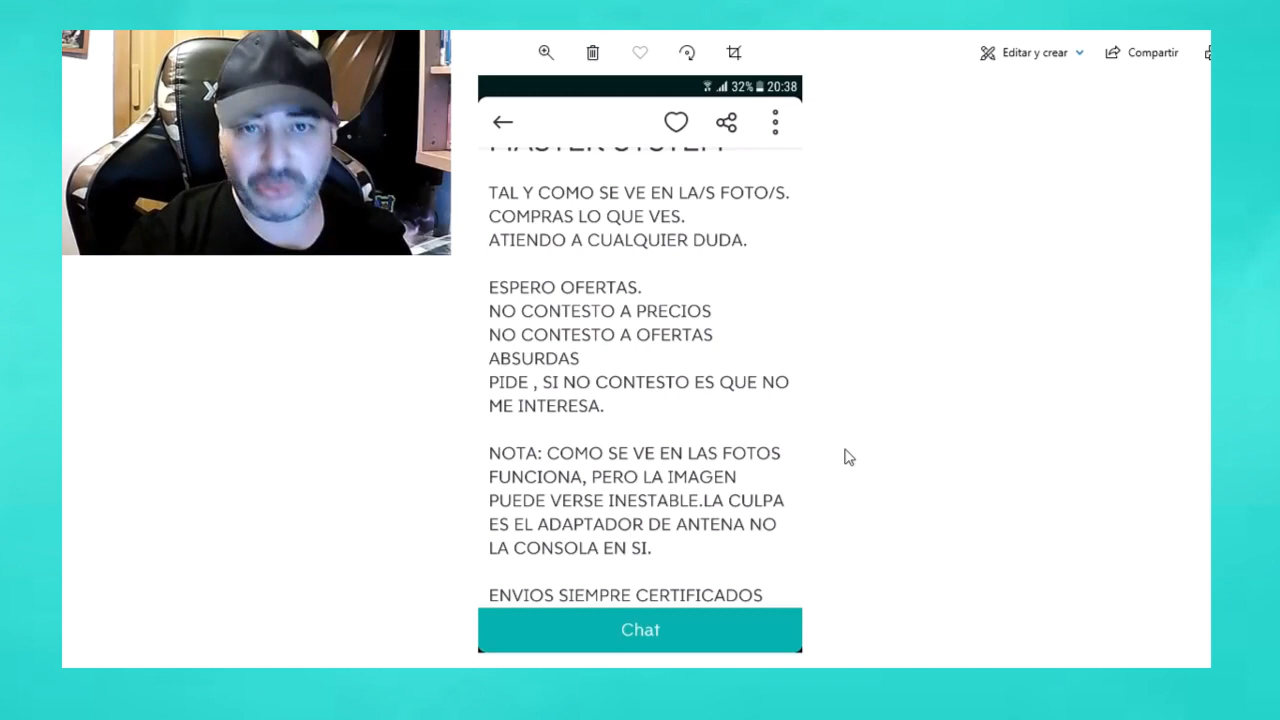 Editar y crear
Compartir
32% 20:38
MASTER SYSTEM
TAL Y COMO SE VE EN LA/S FOTO/S.
COMPRAS LO QUE VES.
ATIENDO A CUALQUIER DUDA.
ESPERO OFERTAS.
NO CONTESTO A PRECIOS
NO CONTESTO A OFERTAS
ABSURDAS
PIDE , SI NO CONTESTO ES QUE NO
ME INTERESA.
NOTA: COMO SE VE EN LAS FOTOS
FUNCIONA, PERO LA IMAGEN
PUEDE VERSE INESTABLE.LA CULPA
ES EL ADAPTADOR DE ANTENA NO
LA CONSOLA EN SI.
ENVIOS SIEMPRE CERTIFICADOS
Chat